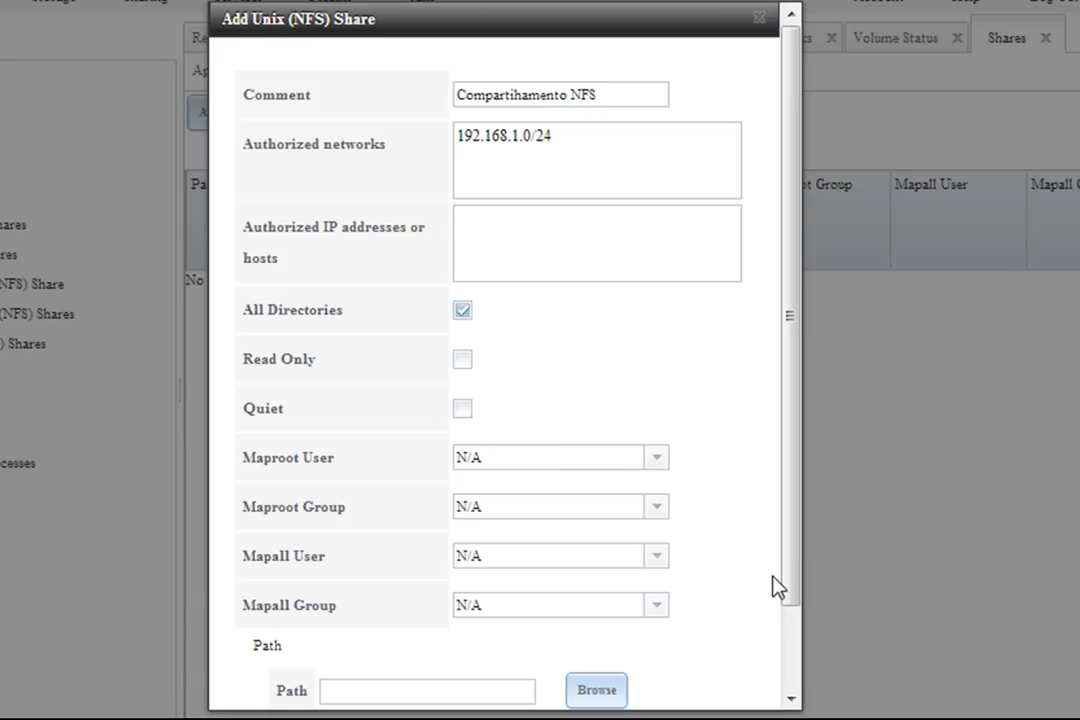 Add Unix (NFS) Share
Volume Status
Shares
Comment
Compartihamento NFS
Authorized networks
192.168.1.0/24
Authorized IP addresses or
hosts
Group
Mapall User
Mapall
No
NFS) Share
(NFS) Shares
) Shares
All Directories
Read Only
Quiet
Maproot User
N/A
Maproot Group
N/A
Mapall User
N/A
Mapall Group
N/A
Path
Path
Browse